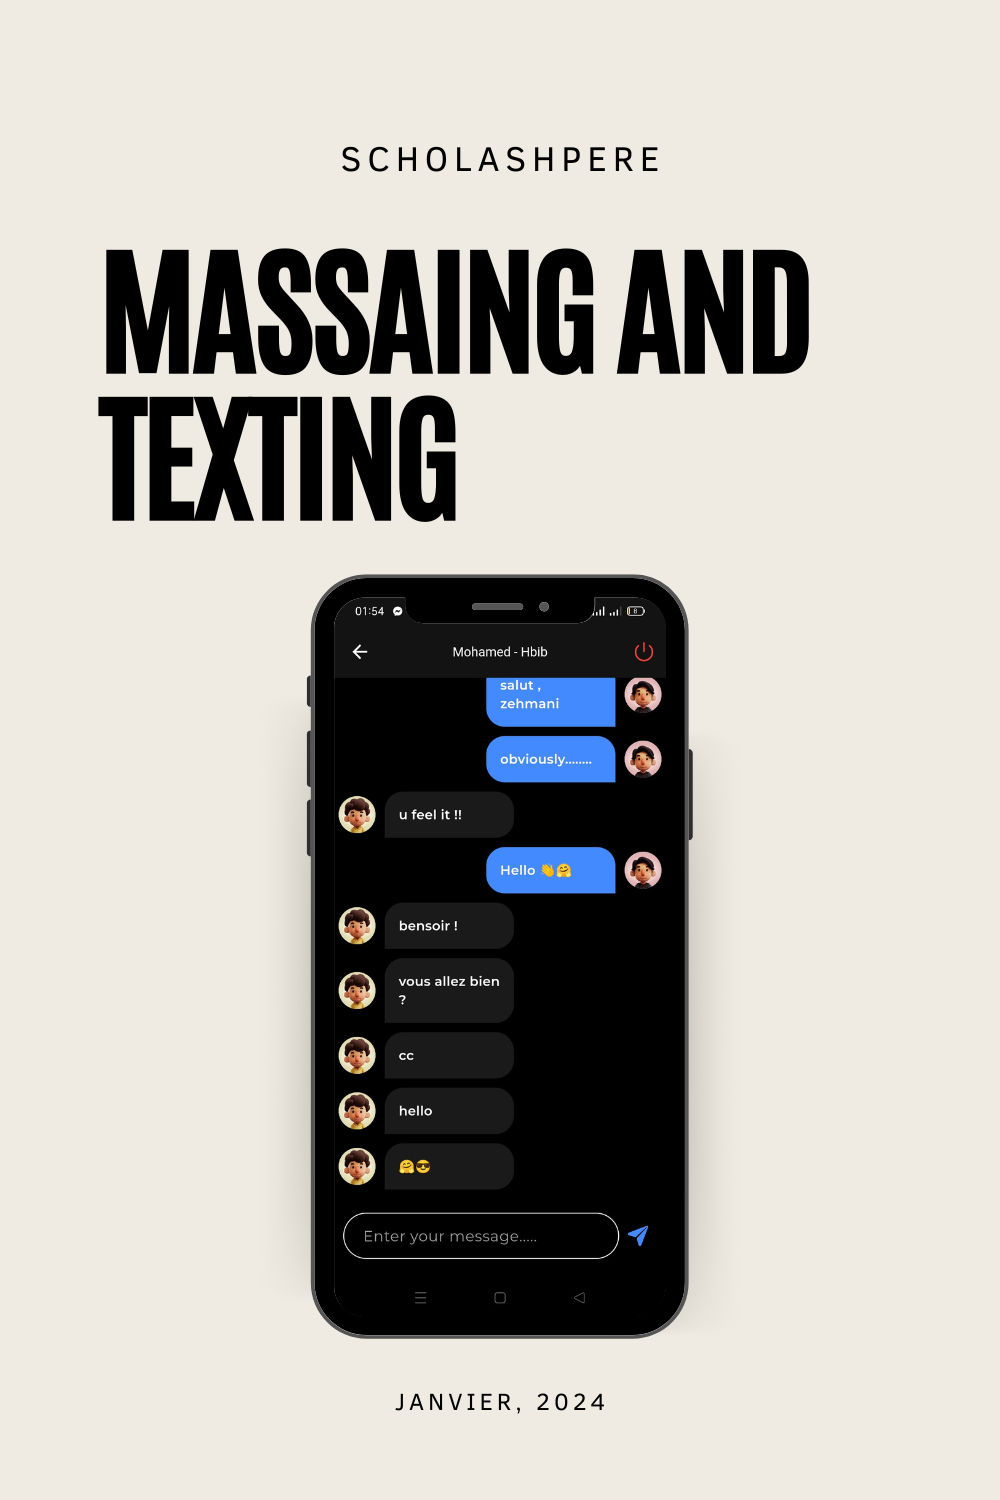 SCHOLASHPERE
MASSAING AND
TEXTING
01:54
8
Mohamed - Hbib
salut ,
zehmani
obviously........
u feel it !!
Hello 👋🤗
bensoir !
vous allez bien
?
cc
hello
🤗😎
Enter your message.....
JANVIER, 2024